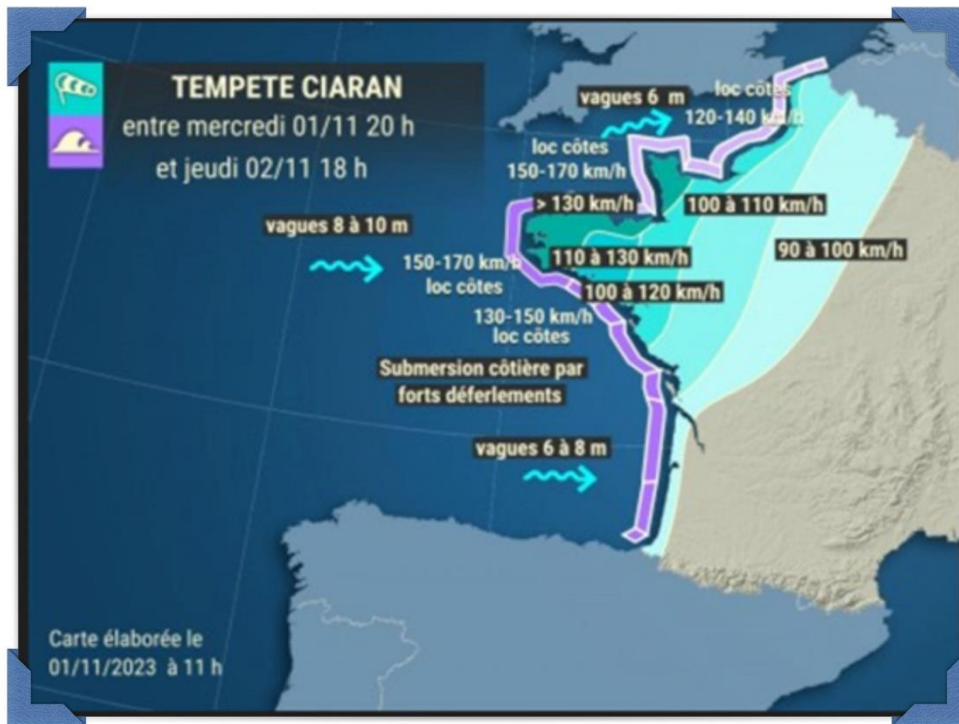 TEMPETE CIARAN
entre mercredi 01/11 20 h
et jeudi 02/11 18 h
vagues 6 m
loc côtes
120-140 km/h
loc côtes
150-170 km/h
> 130 km/h
100 à 110 km/h
vagues 8 à 10 m
90 à 100 km/h
110 à 130 km/h
150-170 km/h
loc côtes
100 à 120 km/h
130-150 km/h
loc côtes
Submersion côtière par
forts déferlements
vagues 6 à 8 m
Carte élaborée le
01/11/2023 à 11 h